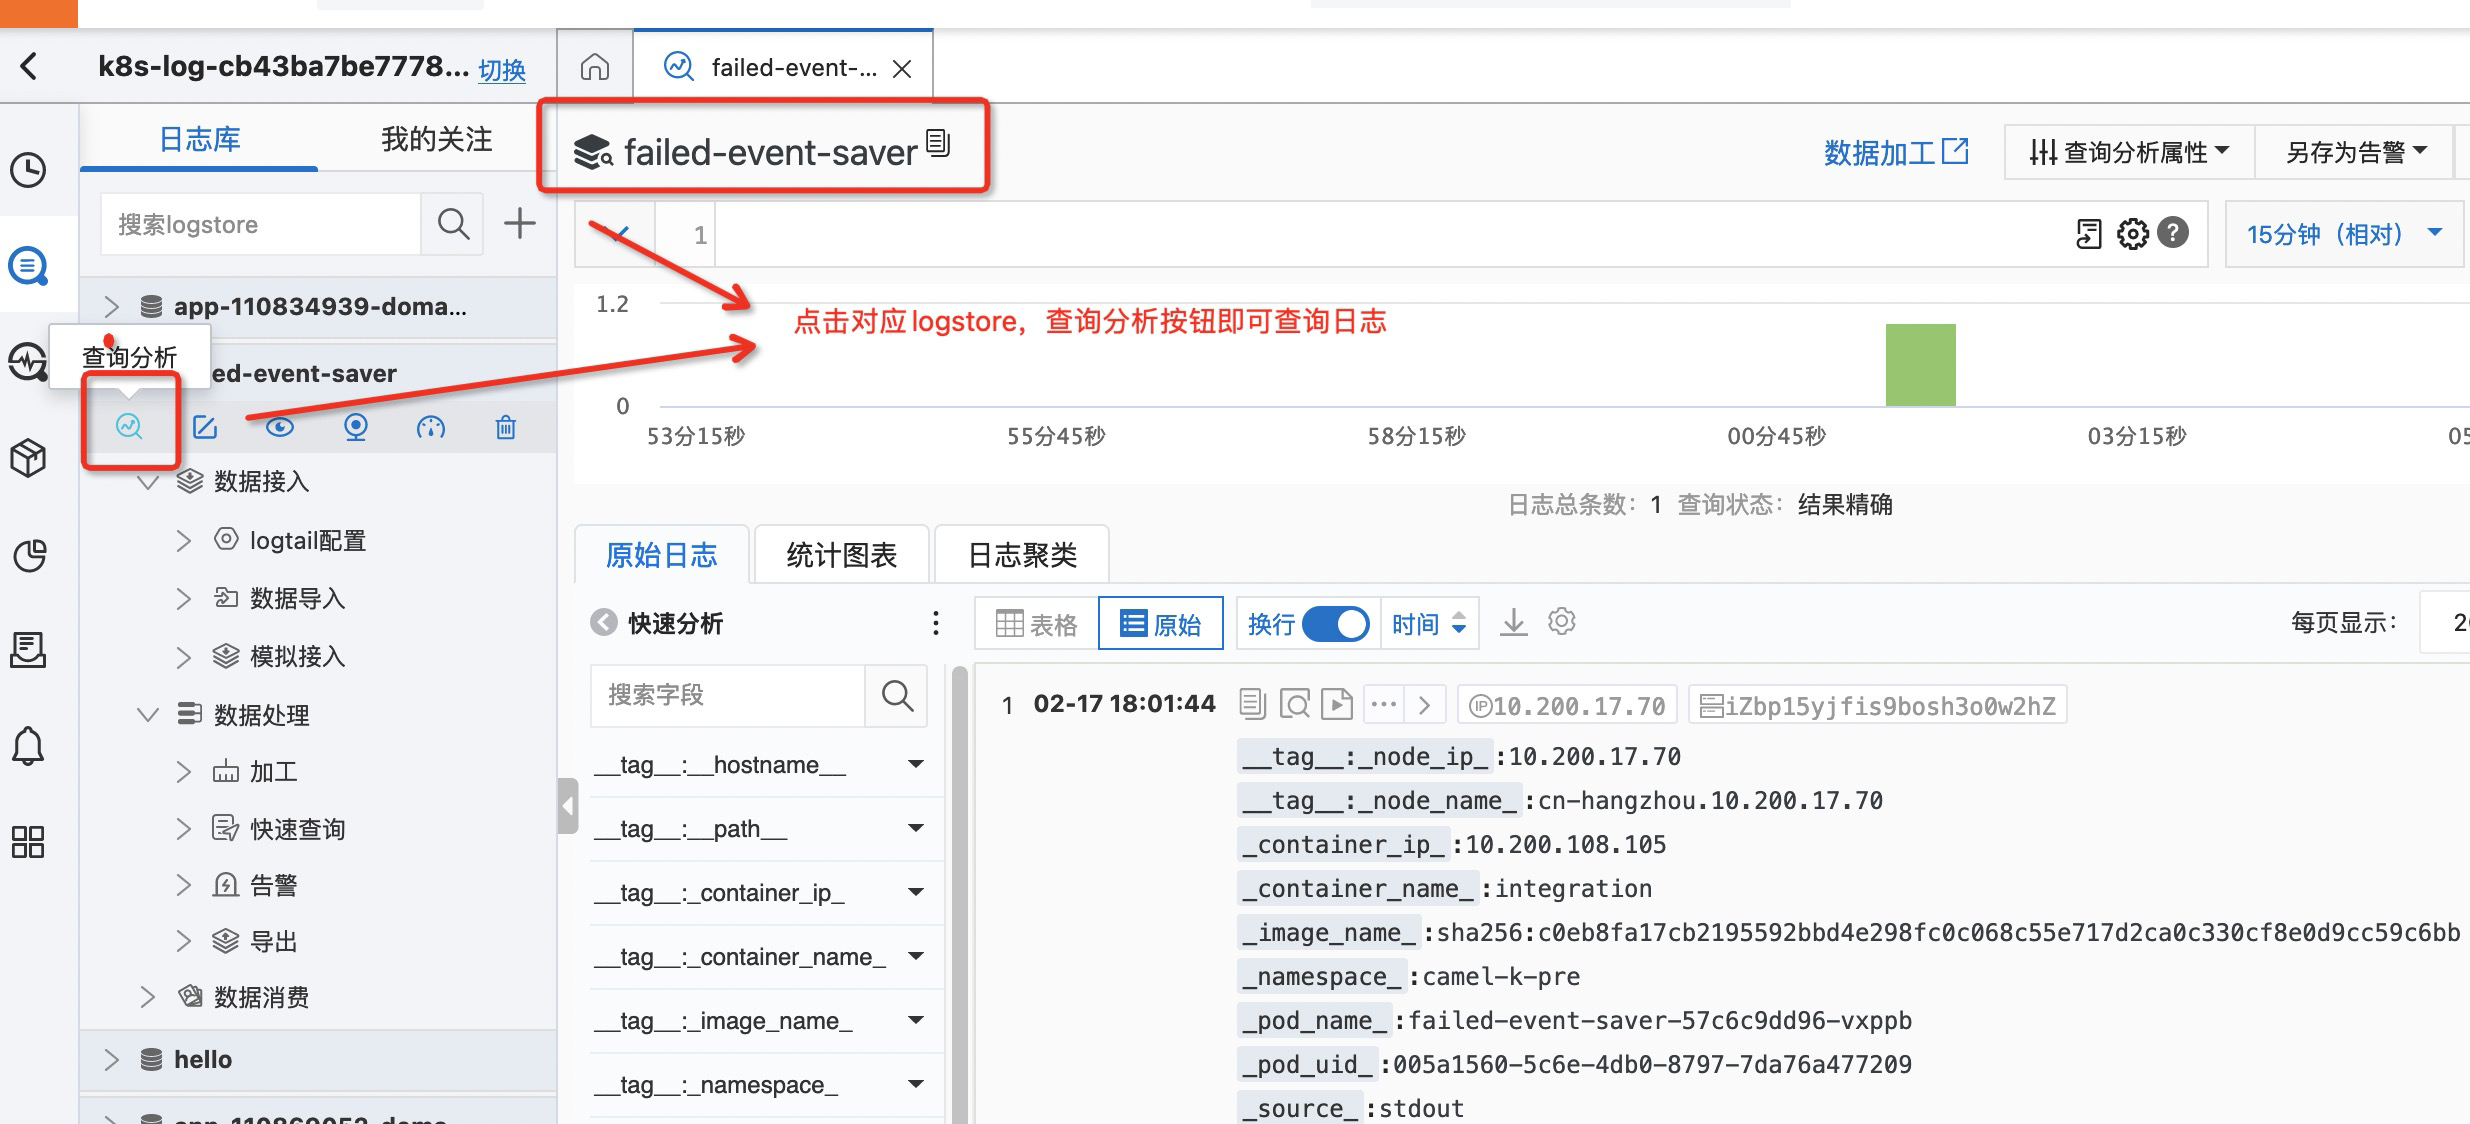 k8s-log-cb43ba7be7778... 切换
failed-event-...
日志库
我的关注
搜索logstore
app-110834939-doma...
查询分析
ed-event-saver
数据接入
logtail配置
数据导入
模拟接入
数据处理
加工
快速查询
告警
导出
数据消费
hello
failed-event-saver
数据加工
查询分析属性
另存为告警
1
?
15分钟（相对）
1.2
点击对应logstore，查询分析按钮即可查询日志
0
53分15秒
55分45秒
58分15秒
00分45秒
03分15秒
05
日志总条数：1 查询状态：结果精确
原始日志
统计图表
日志聚类
快速分析
表格
原始
换行
时间
每页显示：
搜索字段
__tag__:__hostname__
__tag__:__path__
__tag__:_container_ip_
__tag__:_container_name_
__tag__:_image_name_
__tag__:_namespace_
1 02-17 18:01:44 IP 10.200.17.70 iZbp15yjfis9bosh3o0w2hZ
__tag__:_node_ip_ :10.200.17.70
__tag__:_node_name_ :cn-hangzhou.10.200.17.70
_container_ip_ :10.200.108.105
_container_name_ :integration
_image_name_ :sha256:c0eb8fa17cb2195592bbd4e298fc0c068c55e717d2ca0c330cf8e0d9cc59c6bb
_namespace_ :camel-k-pre
_pod_name_ :failed-event-saver-57c6c9dd96-vxppb
_pod_uid_ :005a1560-5c6e-4db0-8797-7da76a477209
_source_ :stdout